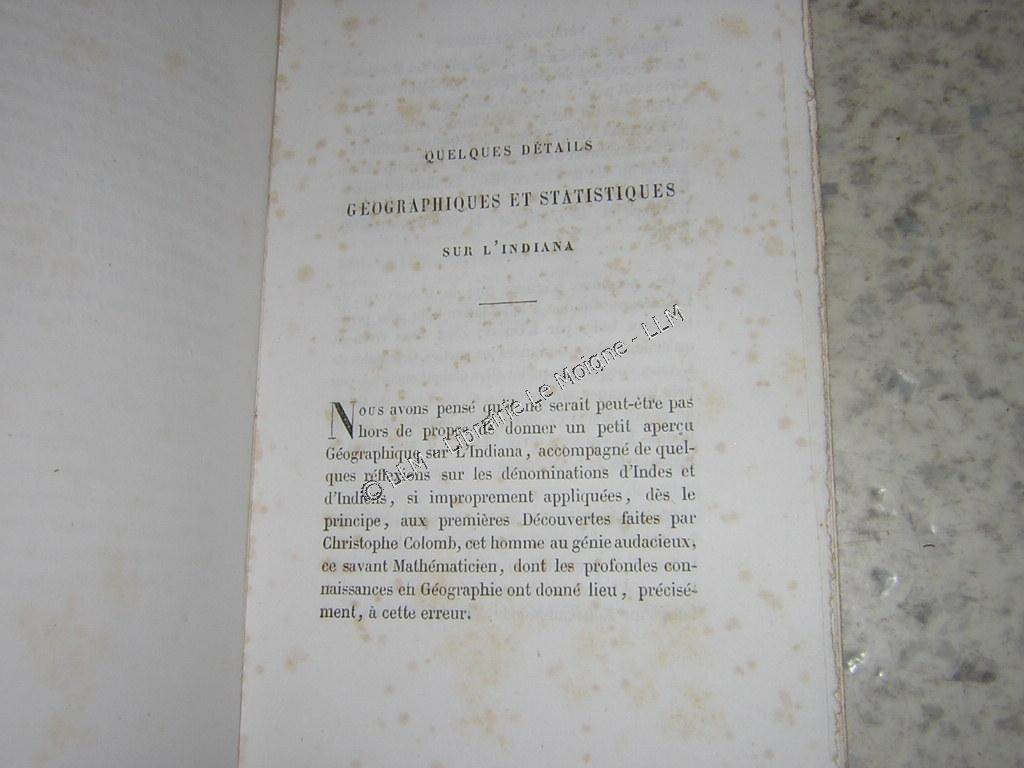 QUELQUES DÉTAILS
GÉOGRAPHIQUES ET STATISTIQUES
SUR L'INDIANA
Nous avons pensé qu'il ne serait peut-être pas
hors de propos de donner un petit aperçu
Géographique sur L'Indiana, accompagné de quel-
ques réflexions sur les dénominations d'Indes et
d'Indiens, si improprement appliquées, dès le
principe, aux premières Découvertes faites par
Christophe Colomb, cet homme au génie audacieux,
ce savant Mathématicien, dont les profondes con-
naissances en Géographie ont donné lieu, précisé-
ment, à cette erreur.
© LLM - Librairie Le Moigne - LLM